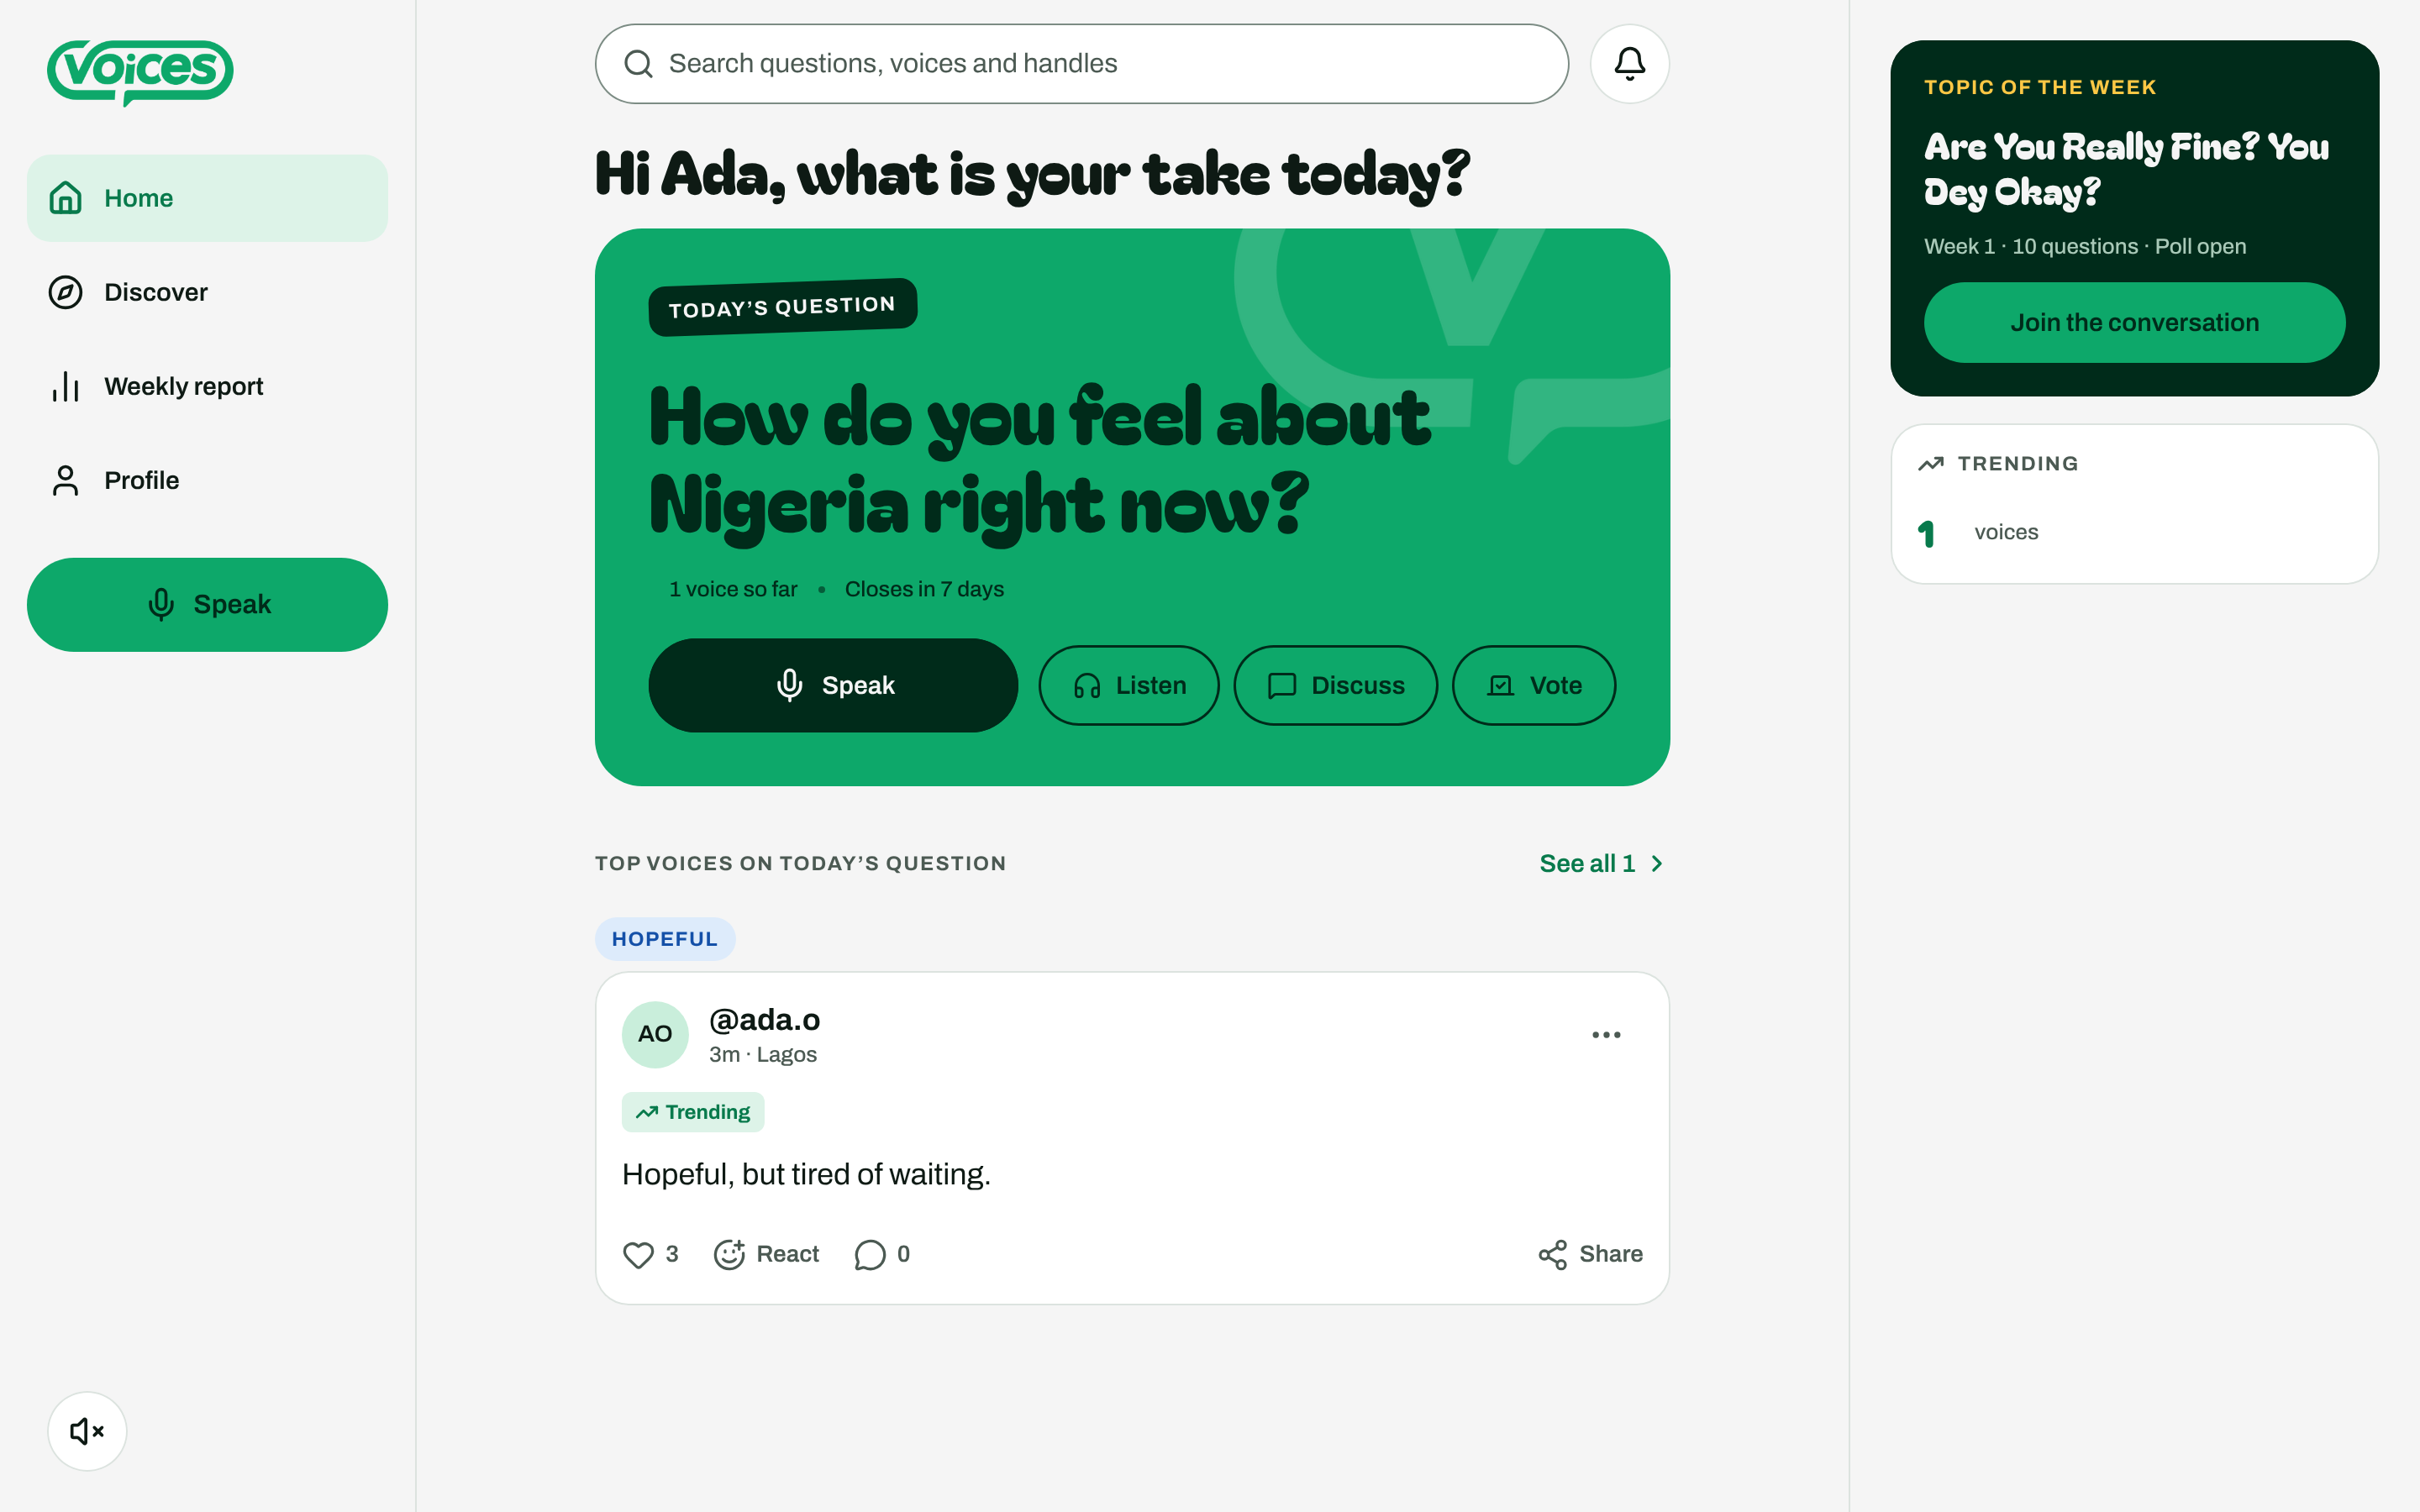 voices
Home
Discover
Weekly report
Profile
Speak
Search questions, voices and handles
Hi Ada, what is your take today?
TODAY’S QUESTION
How do you feel about
Nigeria right now?
1 voice so far • Closes in 7 days
Speak
Listen
Discuss
Vote
TOP VOICES ON TODAY’S QUESTION
See all 1
HOPEFUL
AO
@ada.o
3m · Lagos
Trending
Hopeful, but tired of waiting.
3
React
0
Share
TOPIC OF THE WEEK
Are You Really Fine? You
Dey Okay?
Week 1 · 10 questions · Poll open
Join the conversation
TRENDING
1 voices